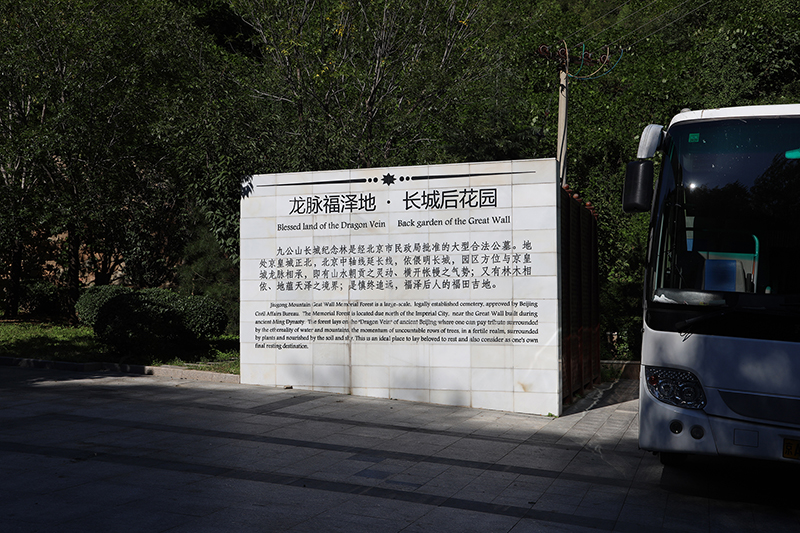 龙脉福泽地 · 长城后花园
Blessed land of the Dragon Vein Back garden of the Great Wall
九公山长城纪念林是经北京市民政局批准的大型合法公墓。地
处京皇城正北，北京中轴线延长线，依偎明长城，园区方位与京皇
城龙脉相承，即有山水朝贡之灵动、横开帐幔之气势；又有林木相
依、地蕴天泽之境界；是慎终追远，福泽后人的福田吉地。
Jiugong Mountain Geat Wall Memorial Forest is a large-scale, legally established cemetery, approved by Beijing
Civil Affairs Bureau. The Memorial Forest is located due north of the Imperial City, near the Great Wall built during
ancient Ming Dynasty. The forest lays on the "Dragon Vein" of ancient Beijing where one can pay tribute surrounded
by the ethereality of water and mountains, the momentum of uncountable rows of trees, in a fertile realm, surrounded
by plants and nourished by the soil and sky. This is an ideal place to lay beloved to rest and also consider as one's own
final resting destination.